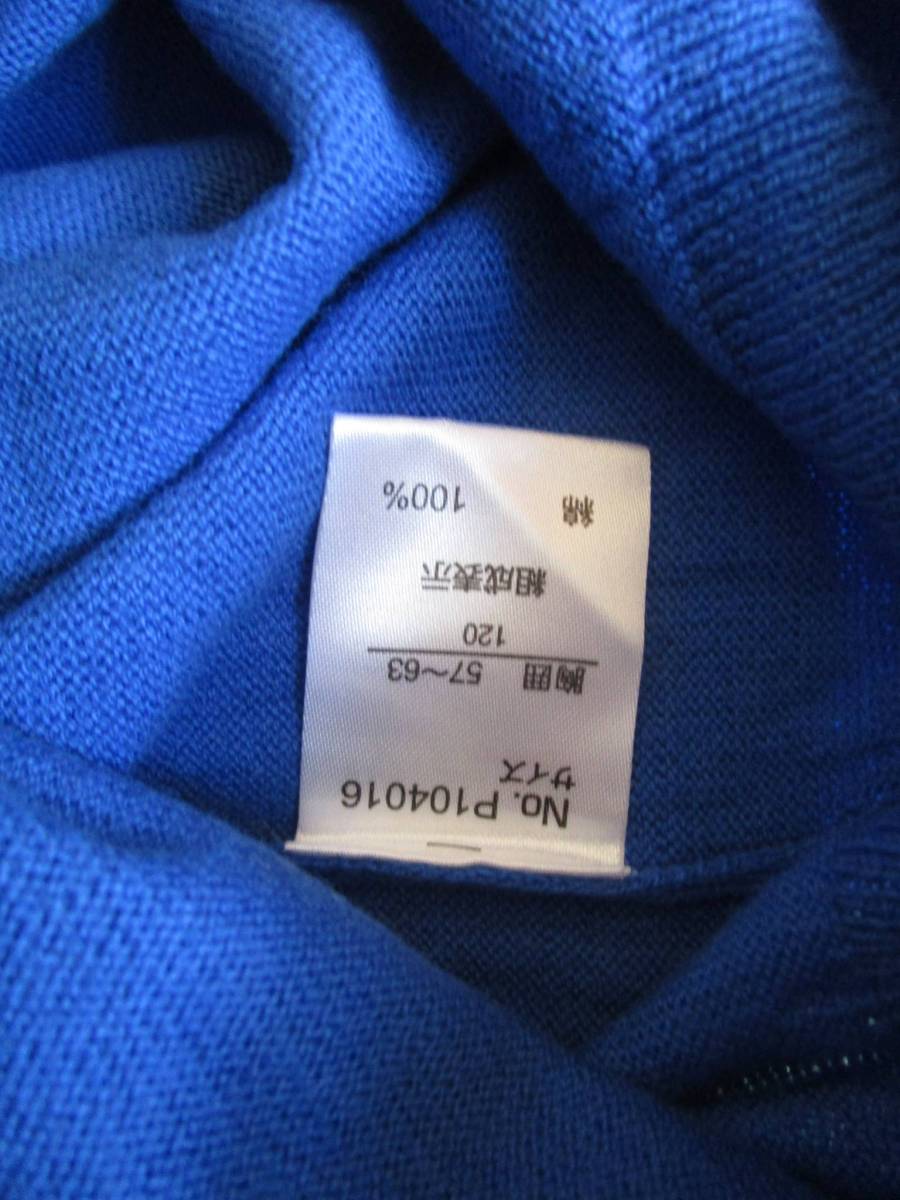 No. P104016
サイズ
胸囲 57～63
120
組成表示
綿 100%